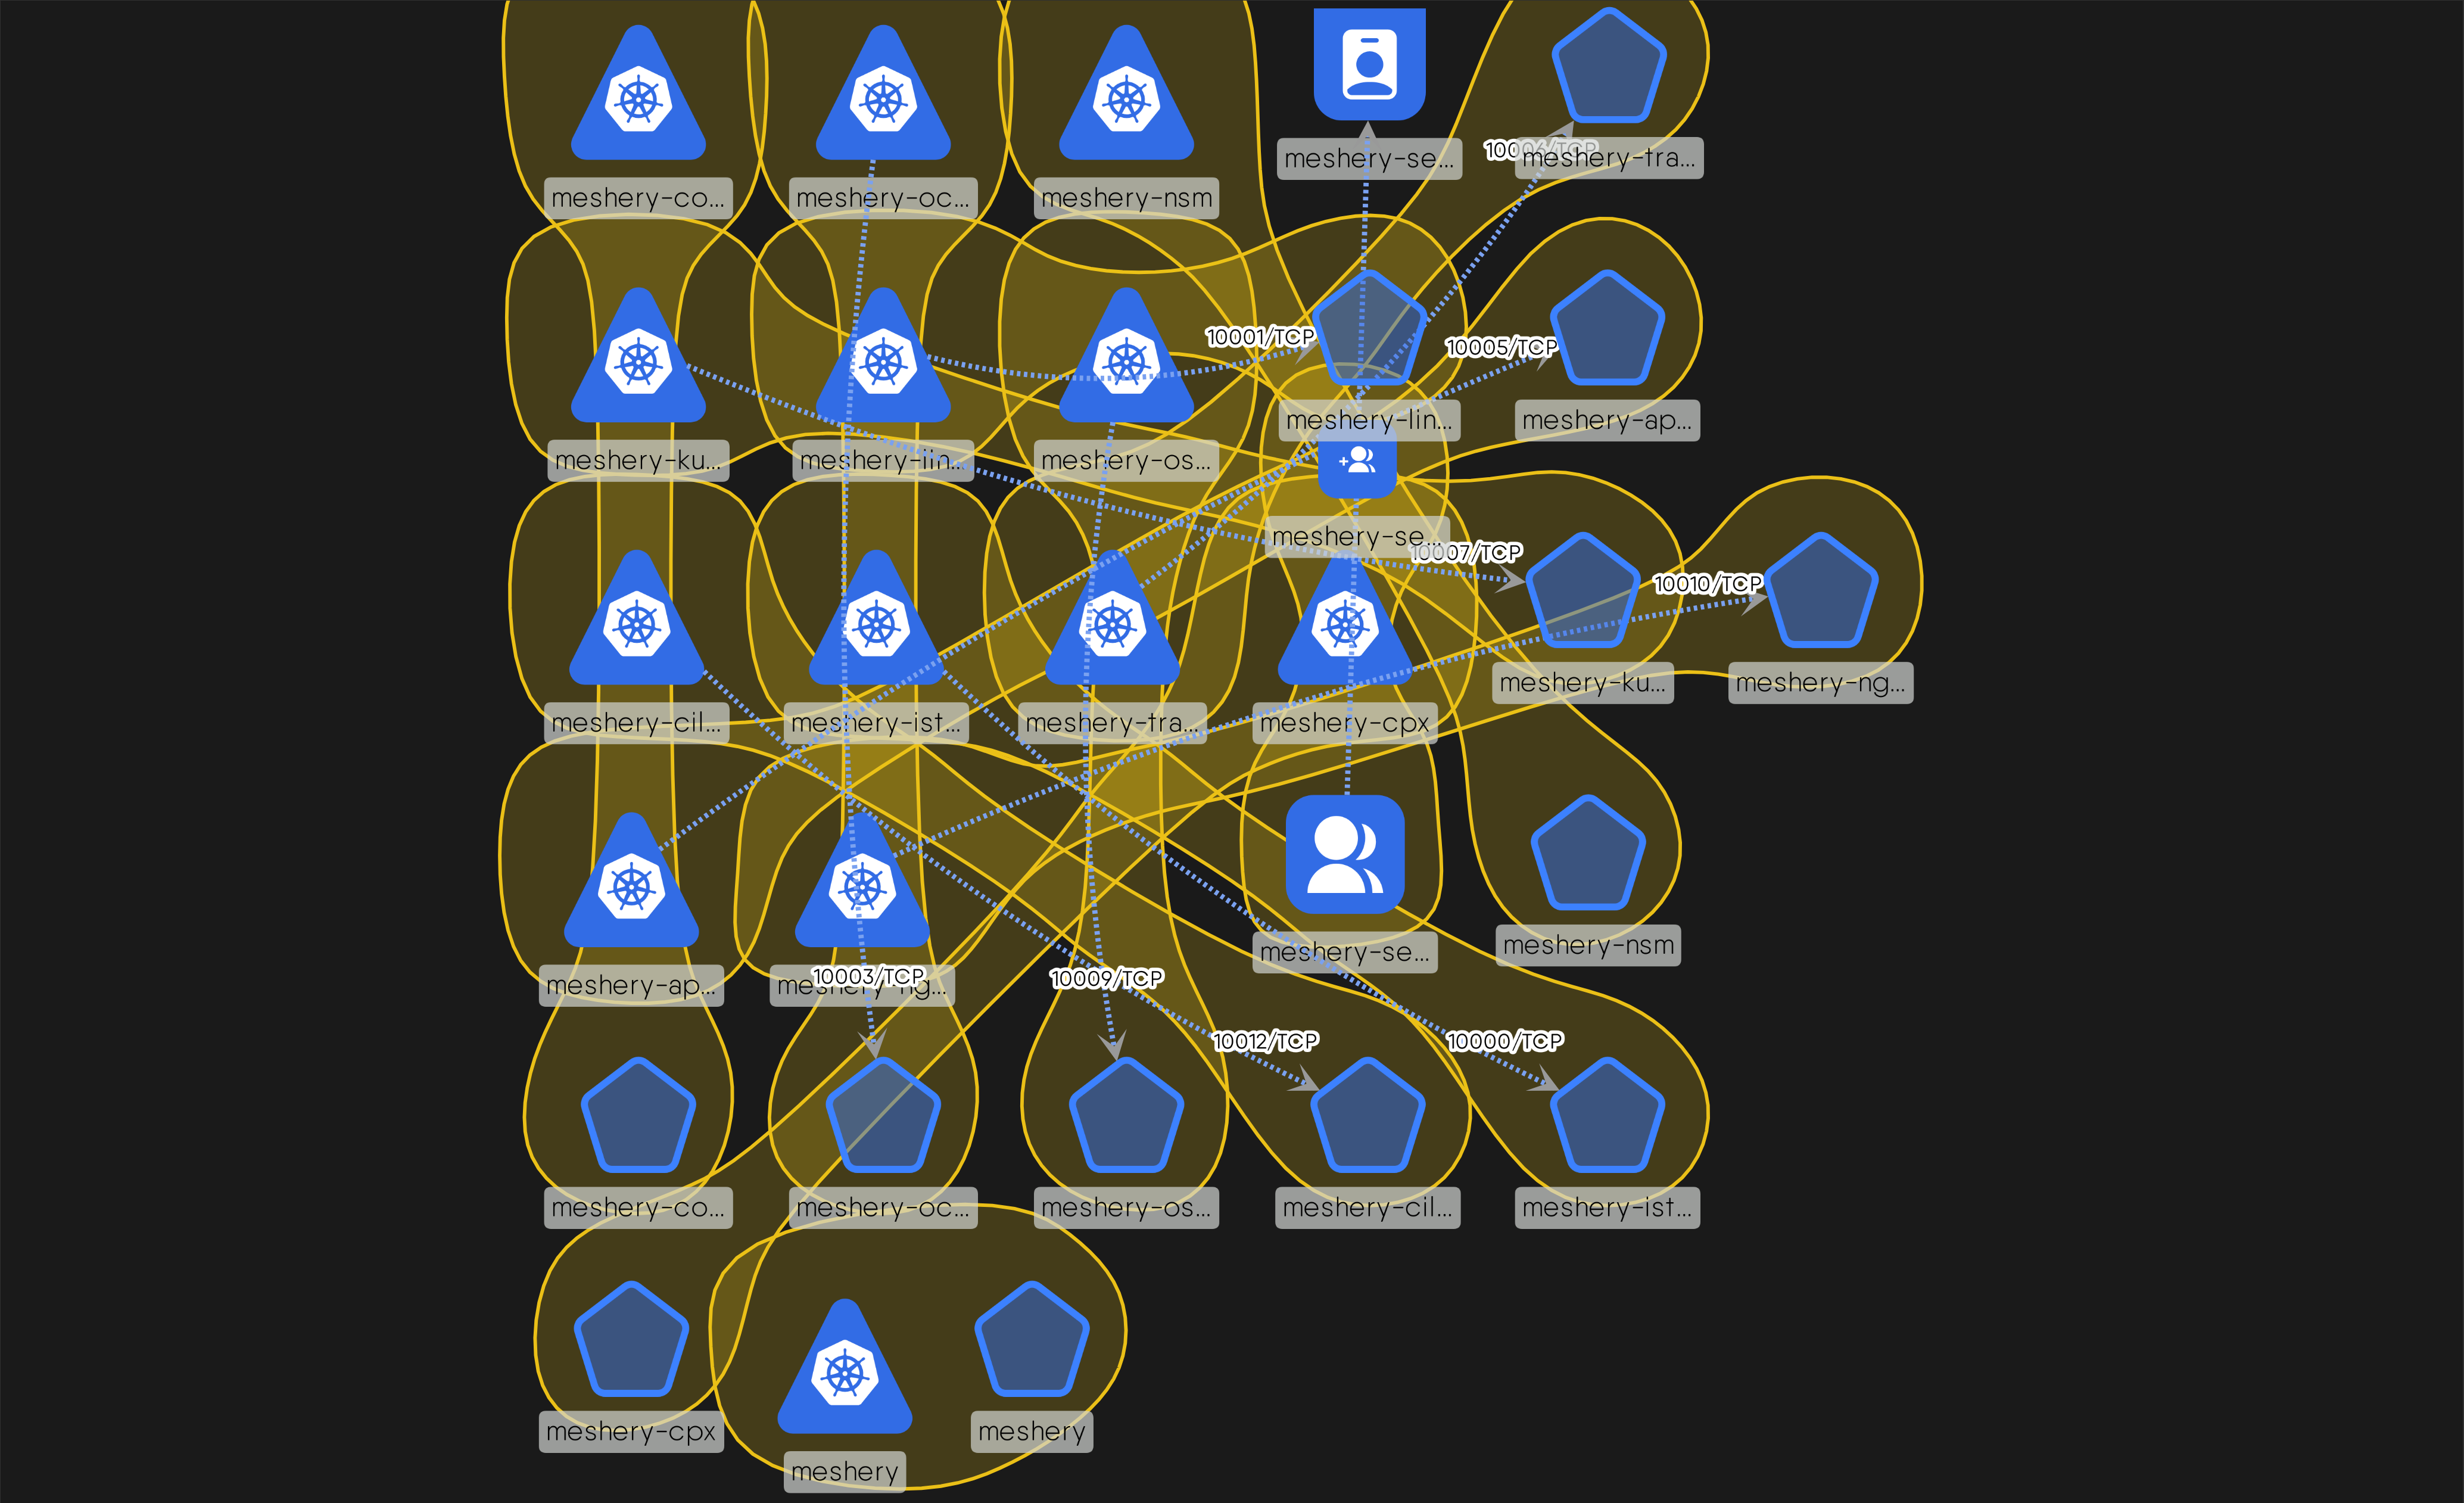 meshery-se...
meshery-tra...
meshery-co...
meshery-oc...
meshery-nsm
10001/TCP
10005/TCP
meshery-lin...
meshery-ap...
meshery-ku...
meshery-lin...
meshery-os...
meshery-se...
10007/TCP
10010/TCP
meshery-ku...
meshery-ng...
meshery-cil...
meshery-ist...
meshery-tra...
meshery-cpx
meshery-se...
meshery-nsm
meshery-ap...
meshery-ng...
10003/TCP
10009/TCP
10012/TCP
10000/TCP
meshery-co...
meshery-oc...
meshery-os...
meshery-cil...
meshery-ist...
meshery-cpx
meshery
meshery